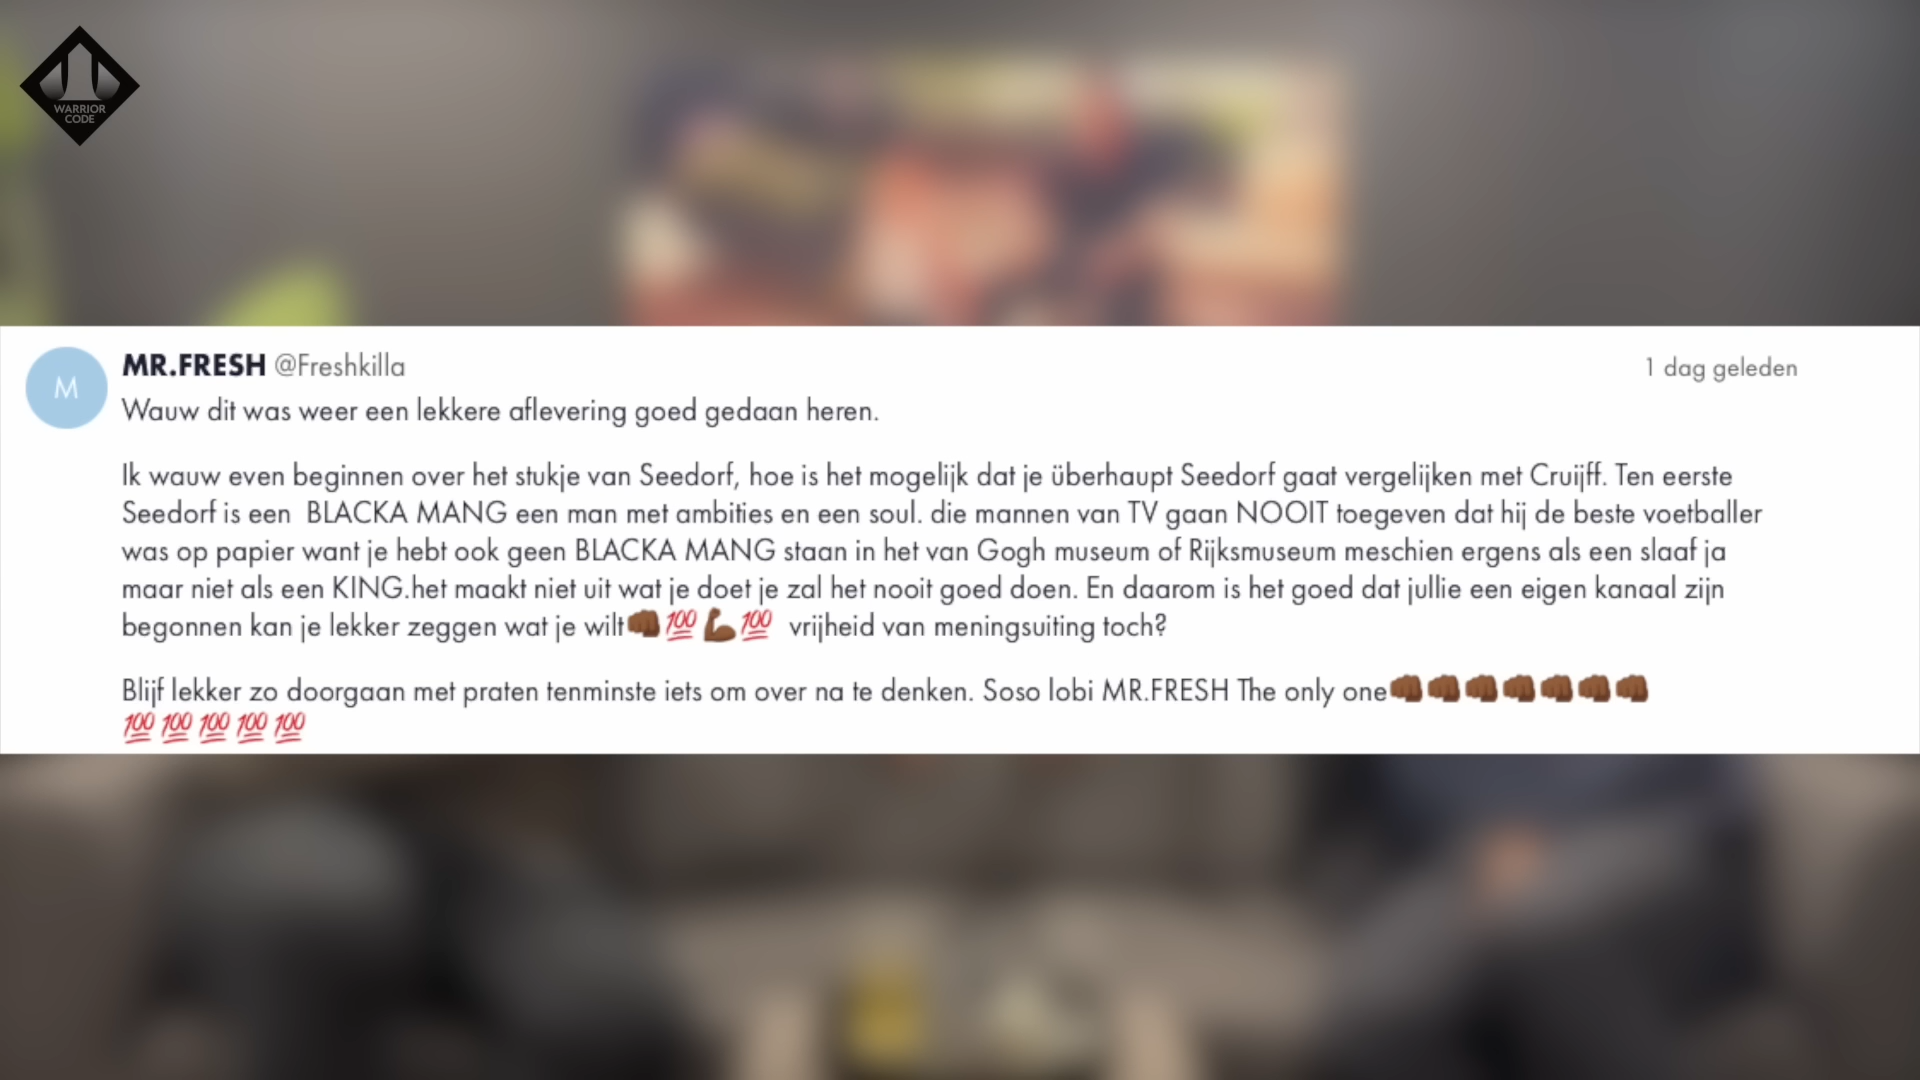 WARRIOR
CODE
MR.FRESH @Freshkilla
1 dag geleden
Wauw dit was weer een lekkere aflevering goed gedaan heren.
Ik wauw even beginnen over het stukje van Seedorf, hoe is het mogelijk dat je überhaupt Seedorf gaat vergelijken met Cruijff. Ten eerste
Seedorf is een  BLACKA MANG een man met ambities en een soul. die mannen van TV gaan NOOIT toegeven dat hij de beste voetballer
was op papier want je hebt ook geen BLACKA MANG staan in het van Gogh museum of Rijksmuseum meschien ergens als een slaaf ja
maar niet als een KING.het maakt niet uit wat je doet je zal het nooit goed doen. En daarom is het goed dat jullie een eigen kanaal zijn
begonnen kan je lekker zeggen wat je wilt👊🏾💯💪🏾💯  vrijheid van meningsuiting toch?
Blijf lekker zo doorgaan met praten tenminste iets om over na te denken. Soso lobi MR.FRESH The only one👊🏾👊🏾👊🏾👊🏾👊🏾👊🏾👊🏾
💯💯💯💯💯